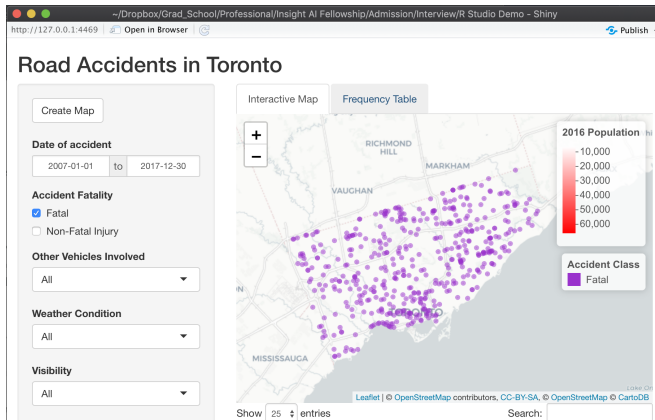 ~/Dropbox/Grad_School/Professional/Insight AI Fellowship/Admission/Interview/R Studio Demo - Shiny
http://127.0.0.1:4469 Open in Browser Publish
Road Accidents in Toronto
Create Map
Date of accident
2007-01-01 to 2017-12-30
Accident Fatality
Fatal
Non-Fatal Injury
Other Vehicles Involved
All
Weather Condition
All
Visibility
All
Interactive Map Frequency Table
+
−
RICHMOND
HILL
MARKHAM
VAUGHAN
TORONTO
MISSISSAUGA
2016 Population
10,000
20,000
30,000
40,000
50,000
60,000
Accident Class
Fatal
Leaflet | © OpenStreetMap contributors, CC-BY-SA, © OpenStreetMap © CartoDB
Show 25 entries Search: